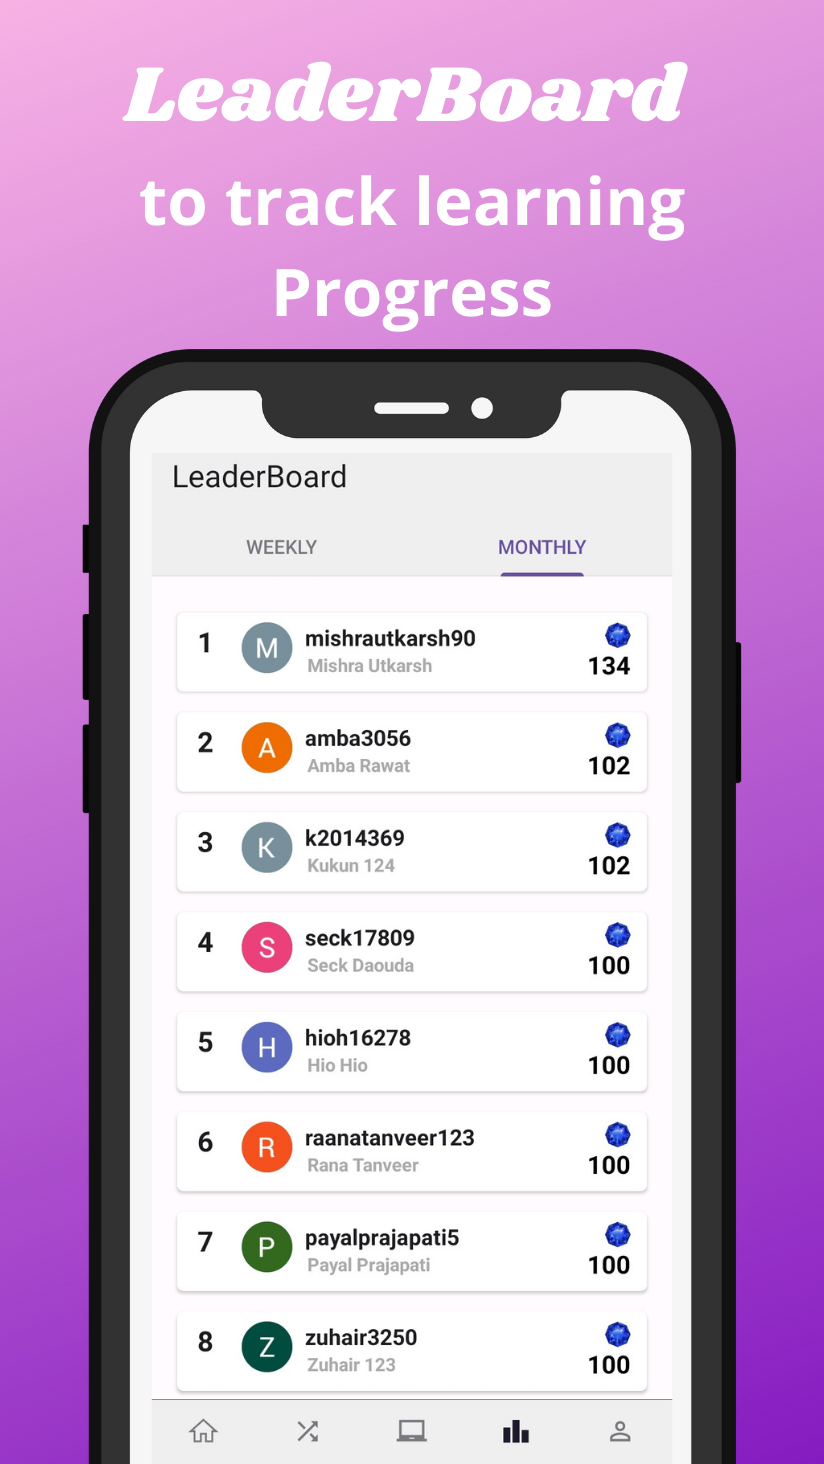 LeaderBoard
to track learning
Progress
LeaderBoard
WEEKLY MONTHLY
1 M mishrautkarsh90
Mishra Utkarsh 134
2 A amba3056
Amba Rawat 102
3 K k2014369
Kukun 124 102
4 S seck17809
Seck Daouda 100
5 H hioh16278
Hio Hio 100
6 R raanatanveer123
Rana Tanveer 100
7 P payalprajapati5
Payal Prajapati 100
8 Z zuhair3250
Zuhair 123 100